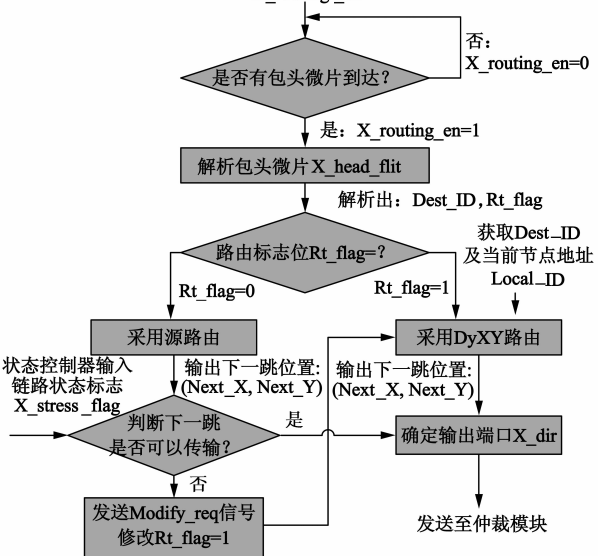 否：
X_routing_en=0
是否有包头微片到达？
是：X_routing_en=1
解析包头微片X_head_flit
解析出：Dest_ID,Rt_flag
路由标志位Rt_flag=？
获取Dest_ID
及当前节点地址
Local_ID
Rt_flag=0
Rt_flag=1
采用源路由
采用DyXY路由
状态控制器输入
链路状态标志
X_stress_flag
输出下一跳位置:
(Next_X, Next_Y)
输出下一跳位置:
(Next_X, Next_Y)
判断下一跳
是否可以传输？
是
确定输出端口X_dir
否
发送Modify_req信号
修改Rt_flag=1
发送至仲裁模块